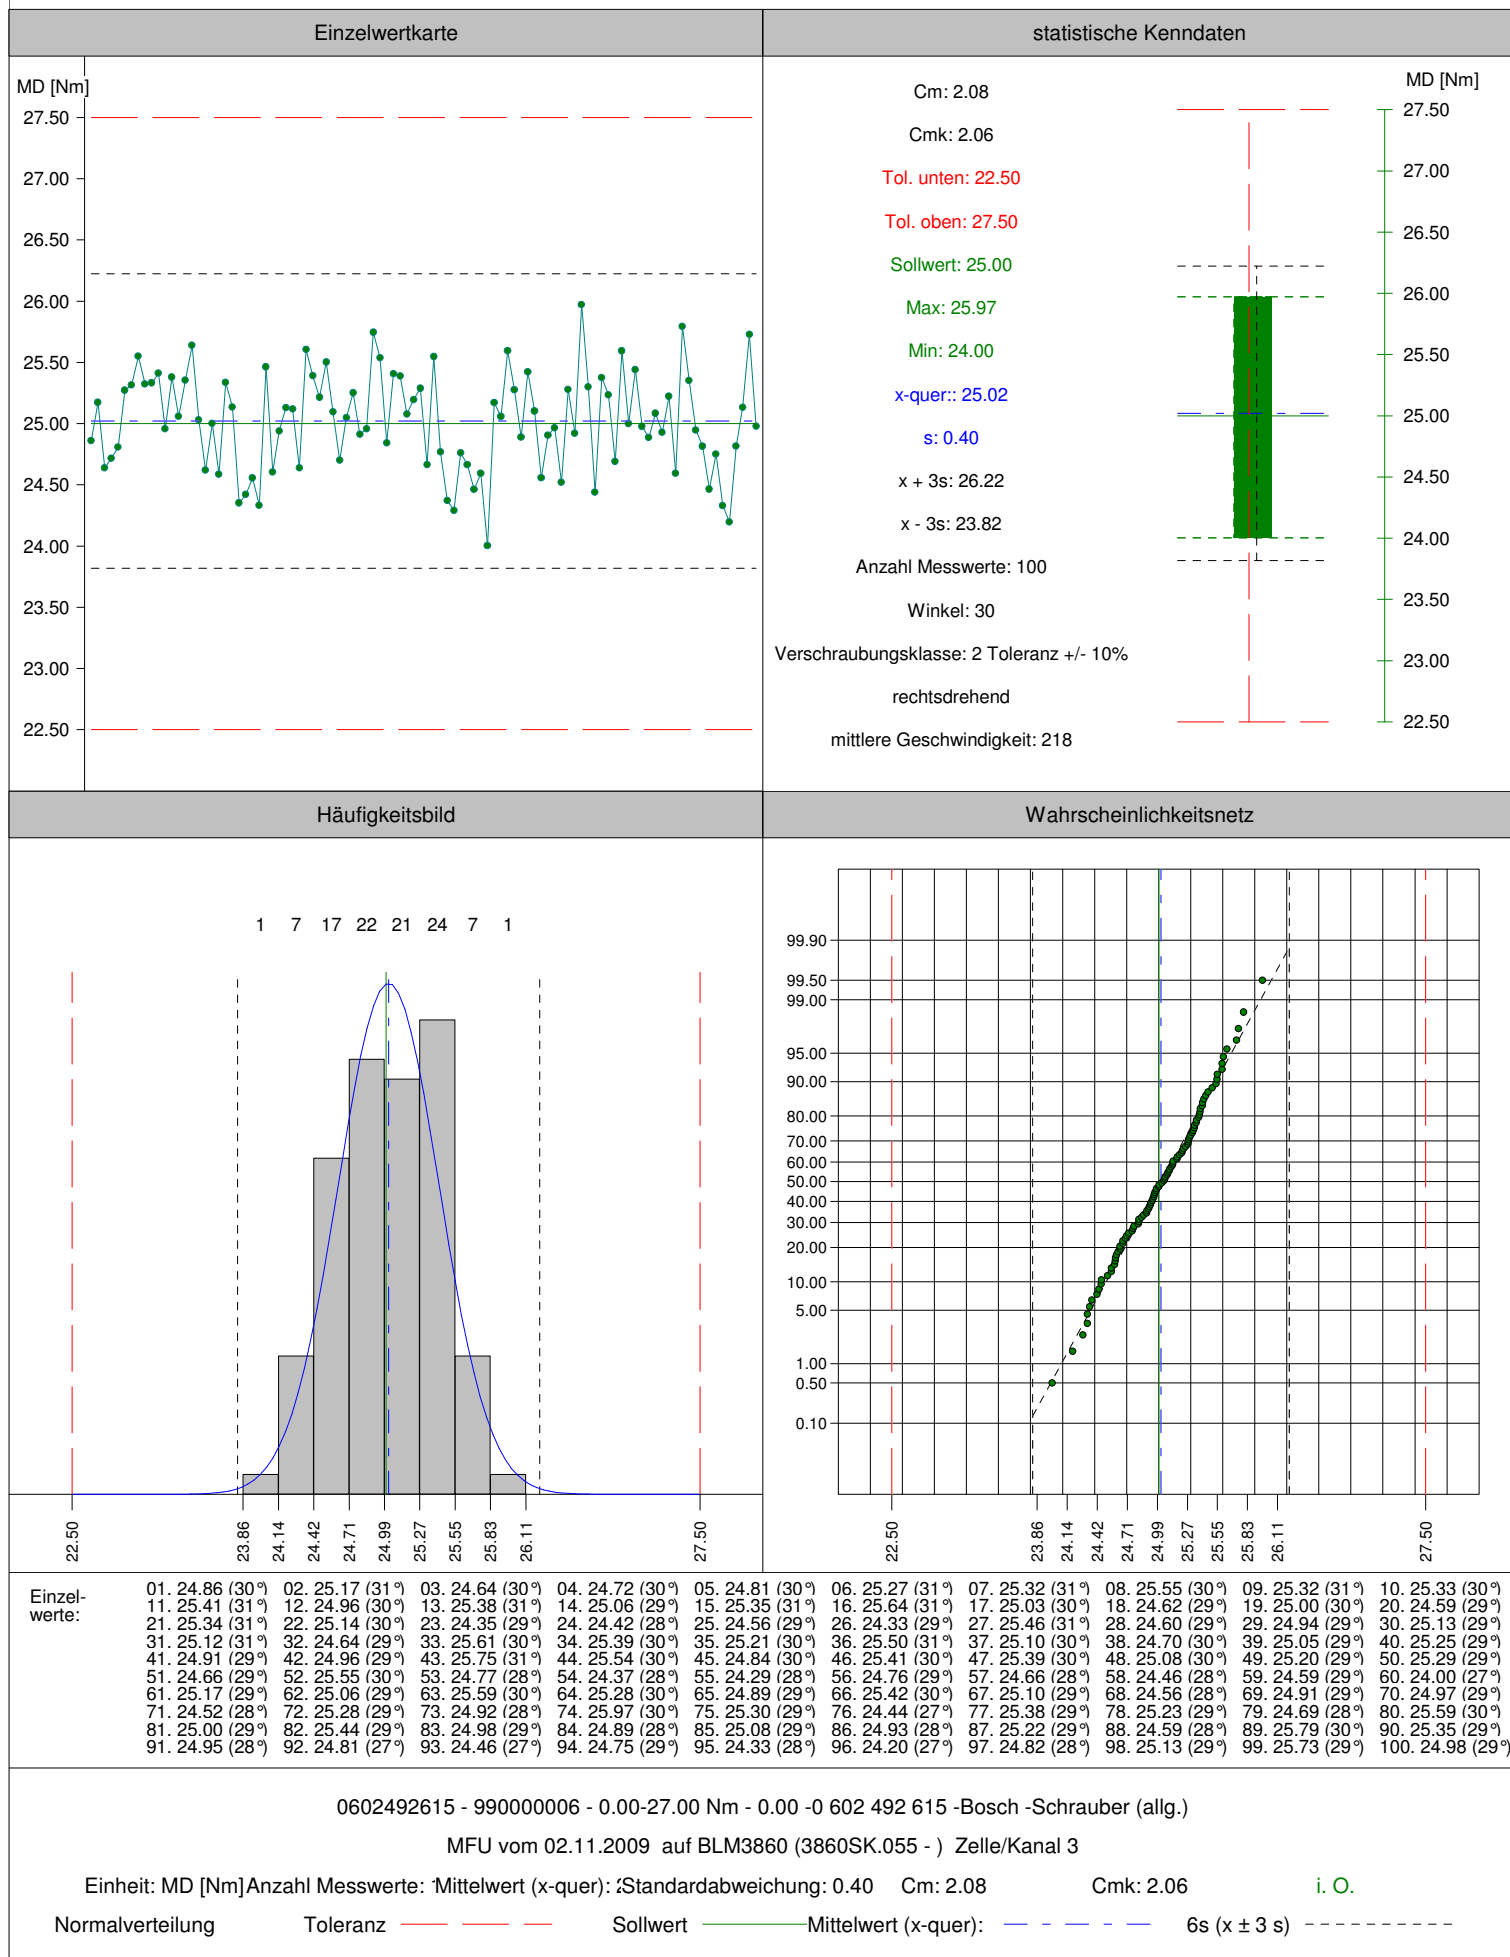 Einzelwertkarte
statistische Kenndaten
MD [Nm]
27.50
27.00
26.50
26.00
25.50
25.00
24.50
24.00
23.50
23.00
22.50
Cm: 2.08
Cmk: 2.06
Tol. unten: 22.50
Tol. oben: 27.50
Sollwert: 25.00
Max: 25.97
Min: 24.00
x-quer:: 25.02
s: 0.40
x + 3s: 26.22
x - 3s: 23.82
Anzahl Messwerte: 100
Winkel: 30
Verschraubungsklasse: 2 Toleranz +/- 10%
rechtsdrehend
mittlere Geschwindigkeit: 218
MD [Nm]
27.50
27.00
26.50
26.00
25.50
25.00
24.50
24.00
23.50
23.00
22.50
Häufigkeitsbild
Wahrscheinlichkeitsnetz
1 7 17 22 21 24 7 1
22.50 23.86 24.14 24.42 24.71 24.99 25.27 25.55 25.83 26.11 27.50
99.90
99.50
99.00
95.00
90.00
80.00
70.00
60.00
50.00
40.00
30.00
20.00
10.00
5.00
1.00
0.50
0.10
22.50 23.86 24.14 24.42 24.71 24.99 25.27 25.55 25.83 26.11 27.50
Einzel-
werte:
01. 24.86 (30°) 02. 25.17 (31°) 03. 24.64 (30°) 04. 24.72 (30°) 05. 24.81 (30°) 06. 25.27 (31°) 07. 25.32 (31°) 08. 25.55 (30°) 09. 25.32 (31°) 10. 25.33 (30°)
11. 25.41 (31°) 12. 24.96 (30°) 13. 25.38 (31°) 14. 25.06 (29°) 15. 25.35 (31°) 16. 25.64 (31°) 17. 25.03 (30°) 18. 24.62 (29°) 19. 25.00 (30°) 20. 24.59 (29°)
21. 25.34 (31°) 22. 25.14 (30°) 23. 24.35 (29°) 24. 24.42 (28°) 25. 24.56 (29°) 26. 24.33 (29°) 27. 25.46 (31°) 28. 24.60 (29°) 29. 24.94 (29°) 30. 25.13 (29°)
31. 25.12 (31°) 32. 24.64 (29°) 33. 25.61 (30°) 34. 25.39 (30°) 35. 25.21 (30°) 36. 25.50 (31°) 37. 25.10 (30°) 38. 24.70 (30°) 39. 25.05 (29°) 40. 25.25 (29°)
41. 24.91 (29°) 42. 24.96 (29°) 43. 25.75 (31°) 44. 25.54 (30°) 45. 24.84 (30°) 46. 25.41 (30°) 47. 25.39 (30°) 48. 25.08 (30°) 49. 25.20 (29°) 50. 25.29 (29°)
51. 24.66 (29°) 52. 25.55 (30°) 53. 24.77 (28°) 54. 24.37 (28°) 55. 24.29 (28°) 56. 24.76 (29°) 57. 24.66 (28°) 58. 24.46 (28°) 59. 24.59 (29°) 60. 24.00 (27°)
61. 25.17 (29°) 62. 25.06 (29°) 63. 25.59 (30°) 64. 25.28 (30°) 65. 24.89 (29°) 66. 25.42 (30°) 67. 25.10 (29°) 68. 24.56 (28°) 69. 24.91 (29°) 70. 24.97 (29°)
71. 24.52 (28°) 72. 25.28 (29°) 73. 24.92 (28°) 74. 25.97 (30°) 75. 25.30 (29°) 76. 24.44 (27°) 77. 25.38 (29°) 78. 25.23 (29°) 79. 24.69 (28°) 80. 25.59 (30°)
81. 25.00 (29°) 82. 25.44 (29°) 83. 24.98 (29°) 84. 24.89 (28°) 85. 25.08 (29°) 86. 24.93 (28°) 87. 25.22 (29°) 88. 24.59 (28°) 89. 25.79 (30°) 90. 25.35 (29°)
91. 24.95 (28°) 92. 24.81 (27°) 93. 24.46 (27°) 94. 24.75 (29°) 95. 24.33 (28°) 96. 24.20 (27°) 97. 24.82 (28°) 98. 25.13 (29°) 99. 25.73 (29°) 100. 24.98 (29°)
0602492615 - 990000006 - 0.00-27.00 Nm - 0.00 -0 602 492 615 -Bosch -Schrauber (allg.)
MFU vom 02.11.2009 auf BLM3860 (3860SK.055 - ) Zelle/Kanal 3
Einheit: MD [Nm] Anzahl Messwerte: Mittelwert (x-quer): Standardabweichung: 0.40 Cm: 2.08 Cmk: 2.06 i. O.
Normalverteilung Toleranz Sollwert Mittelwert (x-quer): 6s (x ± 3 s)